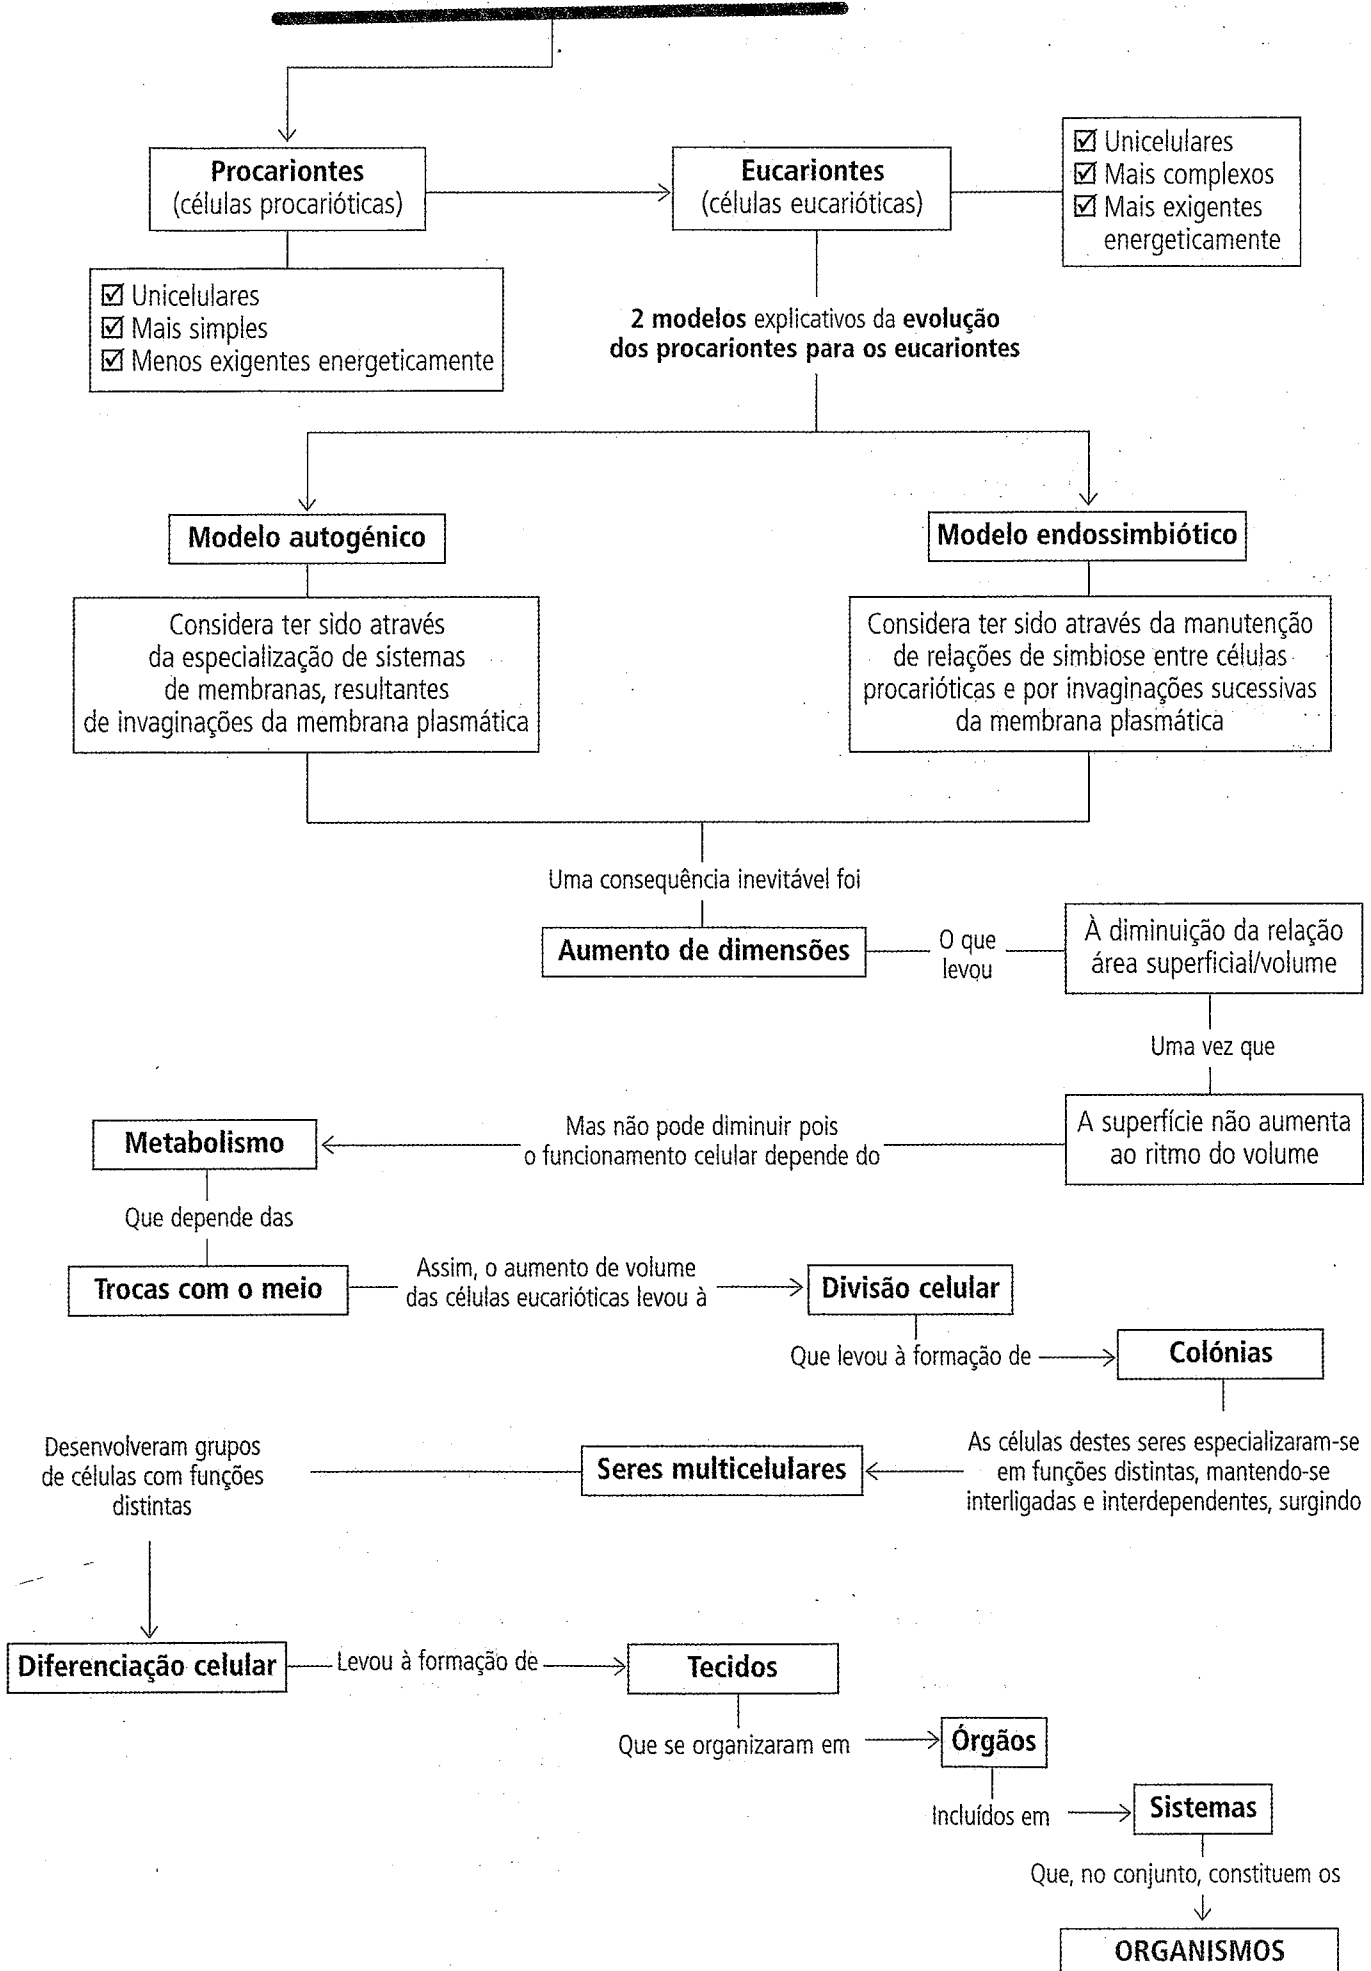 Procariontes
(células procarióticas)
Eucariontes
(células eucarióticas)
☑ Unicelulares
☑ Mais complexos
☑ Mais exigentes
energeticamente
☑ Unicelulares
☑ Mais simples
☑ Menos exigentes energeticamente
2 modelos explicativos da evolução
dos procariontes para os eucariontes
Modelo autogénico
Modelo endossimbiótico
Considera ter sido através
da especialização de sistemas
de membranas, resultantes
de invaginações da membrana plasmática
Considera ter sido através da manutenção
de relações de simbiose entre células
procarióticas e por invaginações sucessivas
da membrana plasmática
Uma consequência inevitável foi
Aumento de dimensões
O que
levou
À diminuição da relação
área superficial/volume
Uma vez que
A superfície não aumenta
ao ritmo do volume
Mas não pode diminuir pois
o funcionamento celular depende do
Metabolismo
Que depende das
Trocas com o meio
Assim, o aumento de volume
das células eucarióticas levou à
Divisão celular
Que levou à formação de
Colónias
As células destes seres especializaram-se
em funções distintas, mantendo-se
interligadas e interdependentes, surgindo
Seres multicelulares
Desenvolveram grupos
de células com funções
distintas
Diferenciação celular
Levou à formação de
Tecidos
Que se organizaram em
Órgãos
Incluídos em
Sistemas
Que, no conjunto, constituem os
ORGANISMOS